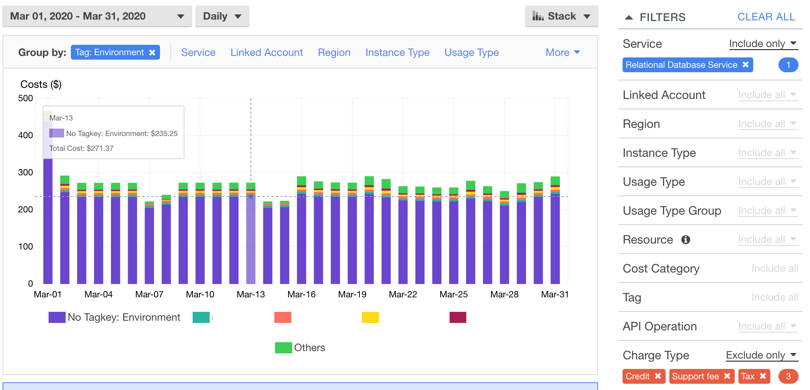 Mar 01, 2020 - Mar 31, 2020
Daily
Stack
Group by:
Tag: Environment
Service
Linked Account
Region
Instance Type
Usage Type
More
Costs ($)
500
400
300
200
100
0
Mar-13
No Tagkey: Environment: $235.25
Total Cost: $271.37
Mar-01
Mar-04
Mar-07
Mar-10
Mar-13
Mar-16
Mar-19
Mar-22
Mar-25
Mar-28
Mar-31
No Tagkey: Environment
Others
FILTERS
CLEAR ALL
Service
Include only
Relational Database Service
1
Linked Account
Include all
Region
Include all
Instance Type
Include all
Usage Type
Include all
Usage Type Group
Include all
Resource
Include all
Cost Category
Include all
Tag
Include all
API Operation
Include all
Charge Type
Exclude only
Credit
Support fee
Tax
3